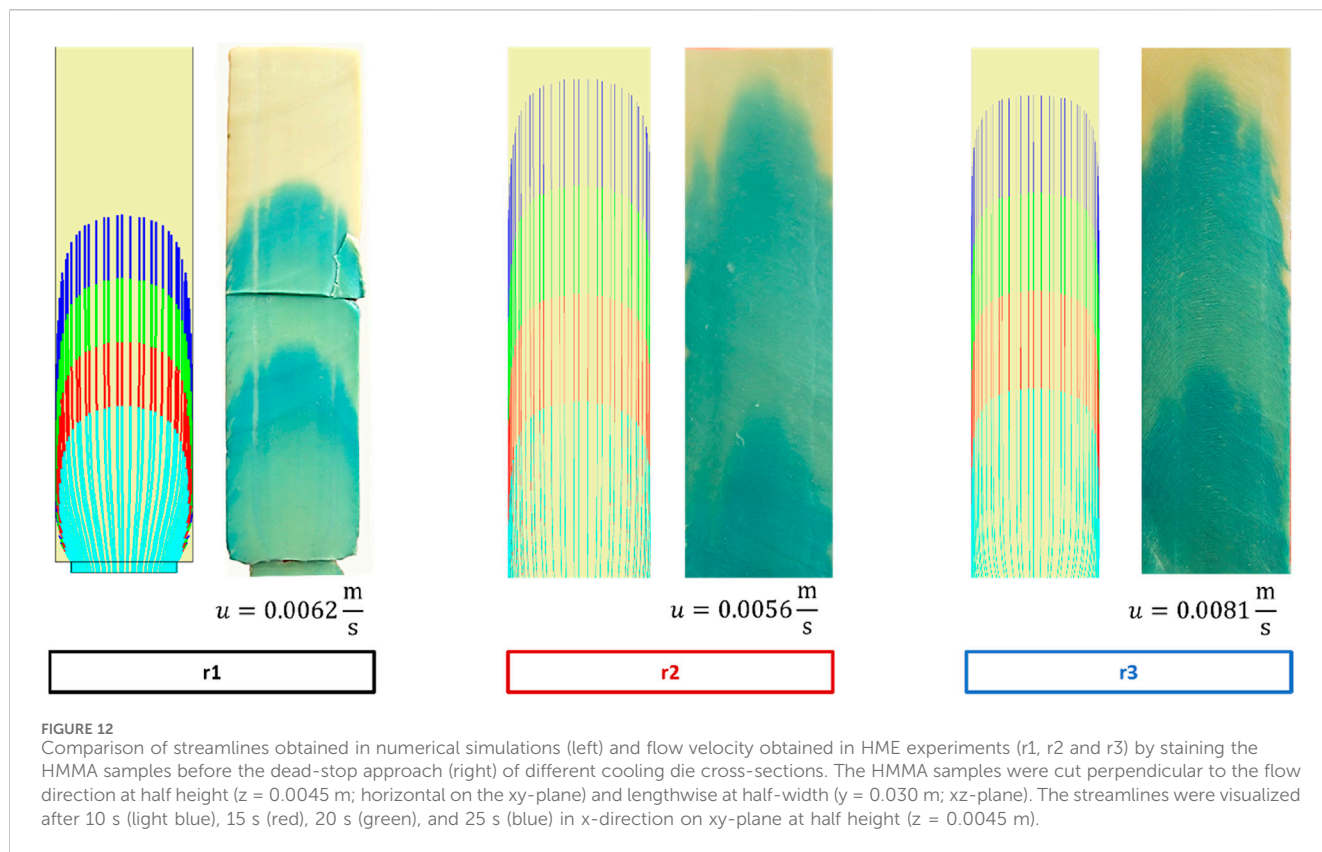 u = 0.0062 m/s
u = 0.0056 m/s
u = 0.0081 m/s
r1
r2
r3
FIGURE 12
Comparison of streamlines obtained in numerical simulations (left) and flow velocity obtained in HME experiments (r1, r2 and r3) by staining the
HMMA samples before the dead-stop approach (right) of different cooling die cross-sections. The HMMA samples were cut perpendicular to the flow
direction at half height (z = 0.0045 m; horizontal on the xy-plane) and lengthwise at half-width (y = 0.030 m; xz-plane). The streamlines were visualized
after 10 s (light blue), 15 s (red), 20 s (green), and 25 s (blue) in x-direction on xy-plane at half height (z = 0.0045 m).